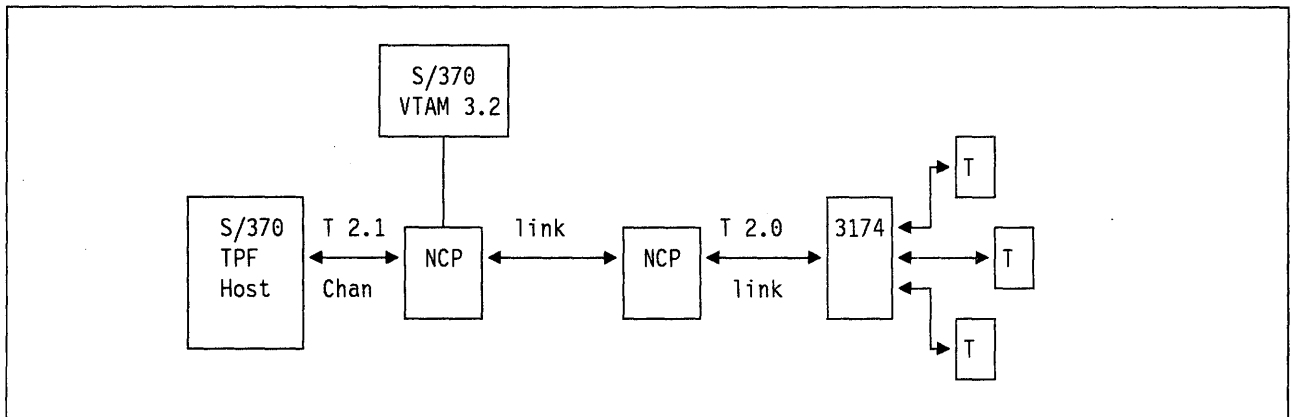 S/370
VTAM 3.2
S/370
TPF
Host
T 2.1
Chan
NCP
link
NCP
T 2.0
link
3174
T
T
T